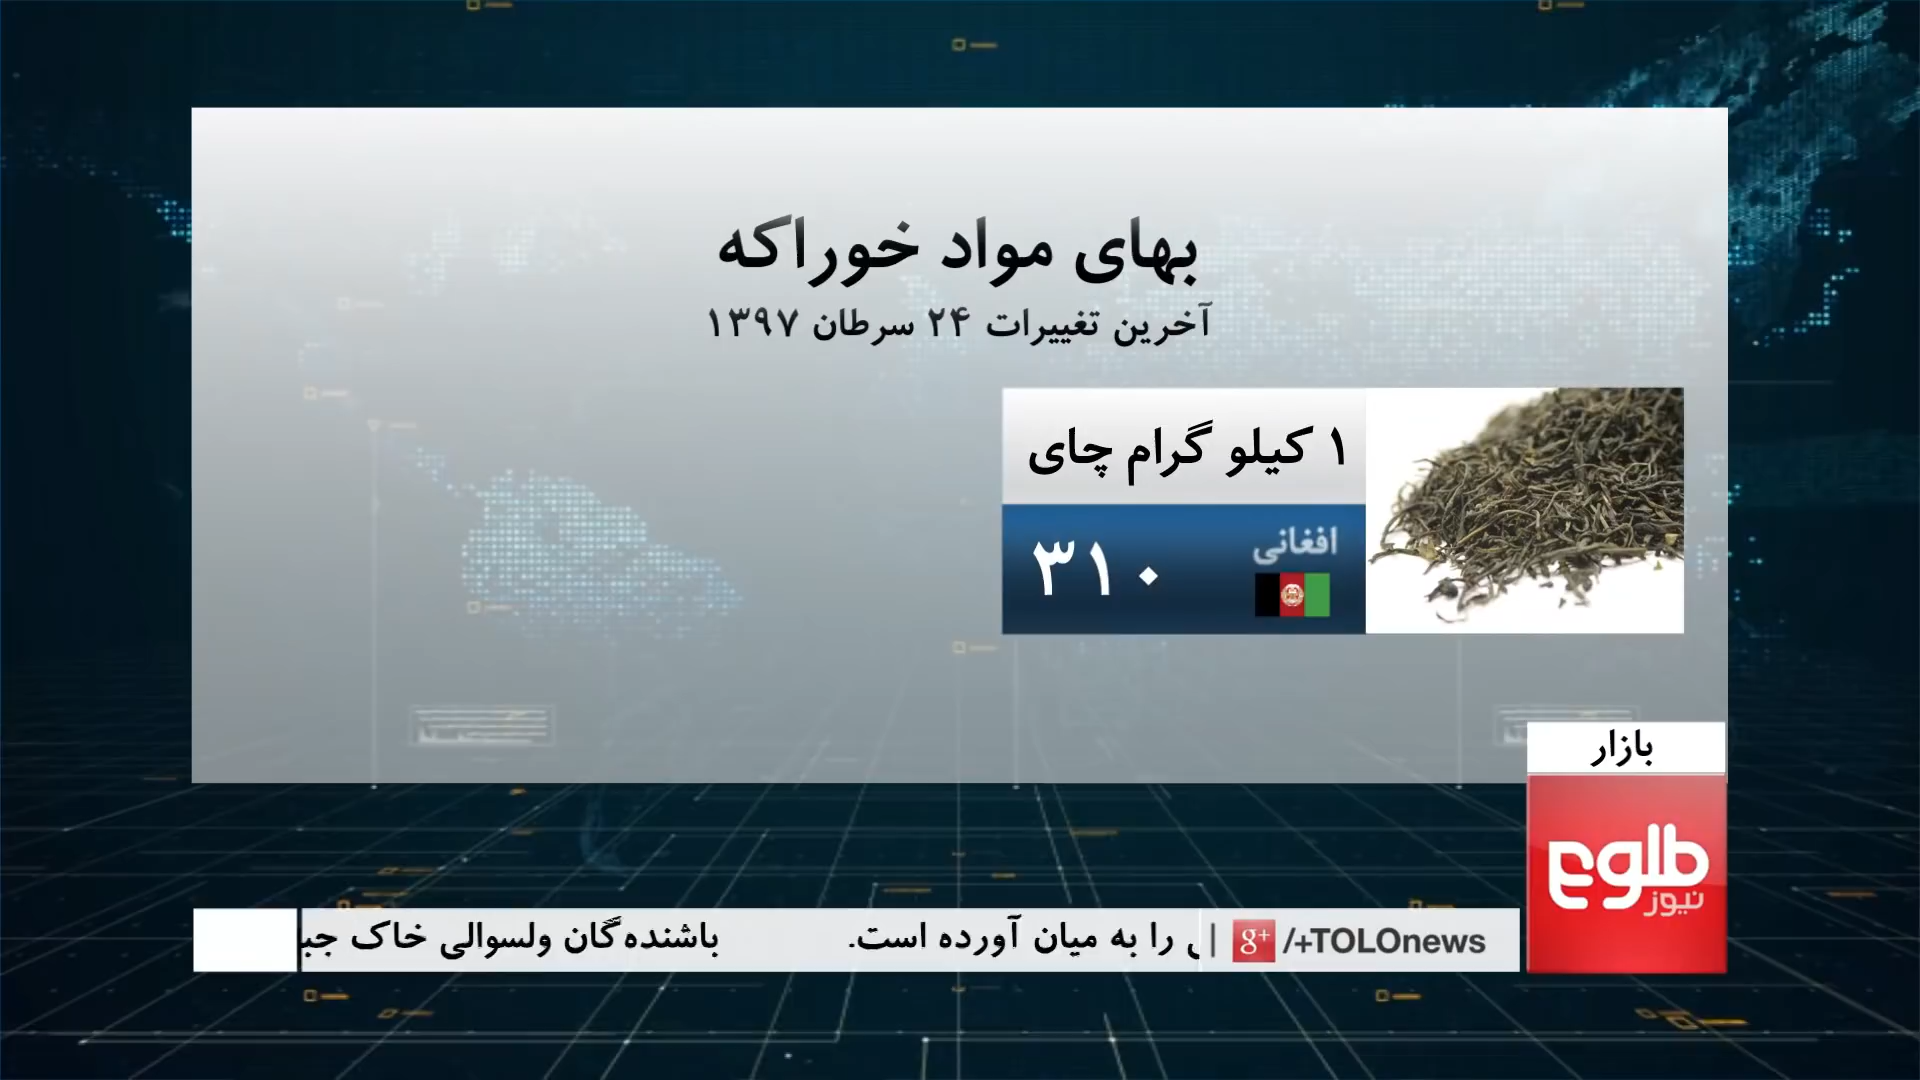 بهای مواد خوراکه
آخرین تغییرات ۲۴ سرطان ۱۳۹۷
۱ کیلو گرام چای
افغانی
۳۱۰
بازار
طلوع
نیوز
g+ /+TOLOnews |
را به میان آورده است. باشنده‌گان ولسوالی خاک